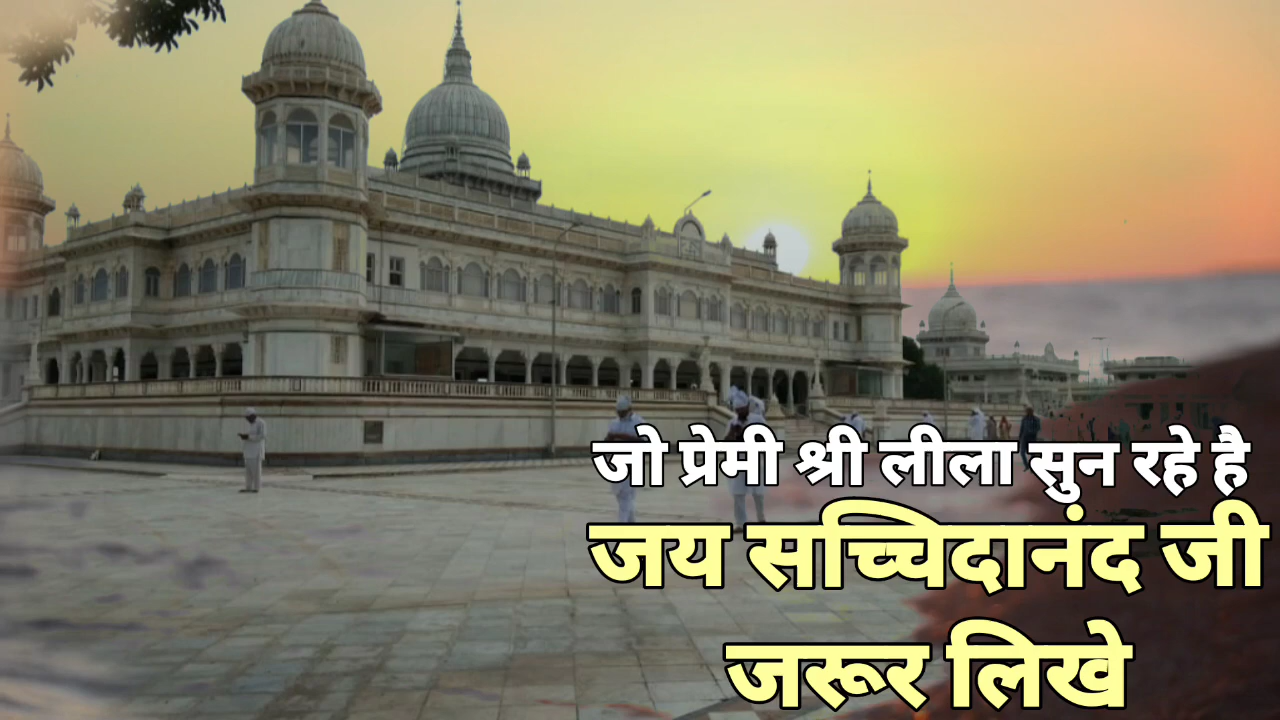 जो प्रेमी श्री लीला सुन रहे है
जय सच्चिदानंद जी
जरूर लिखे